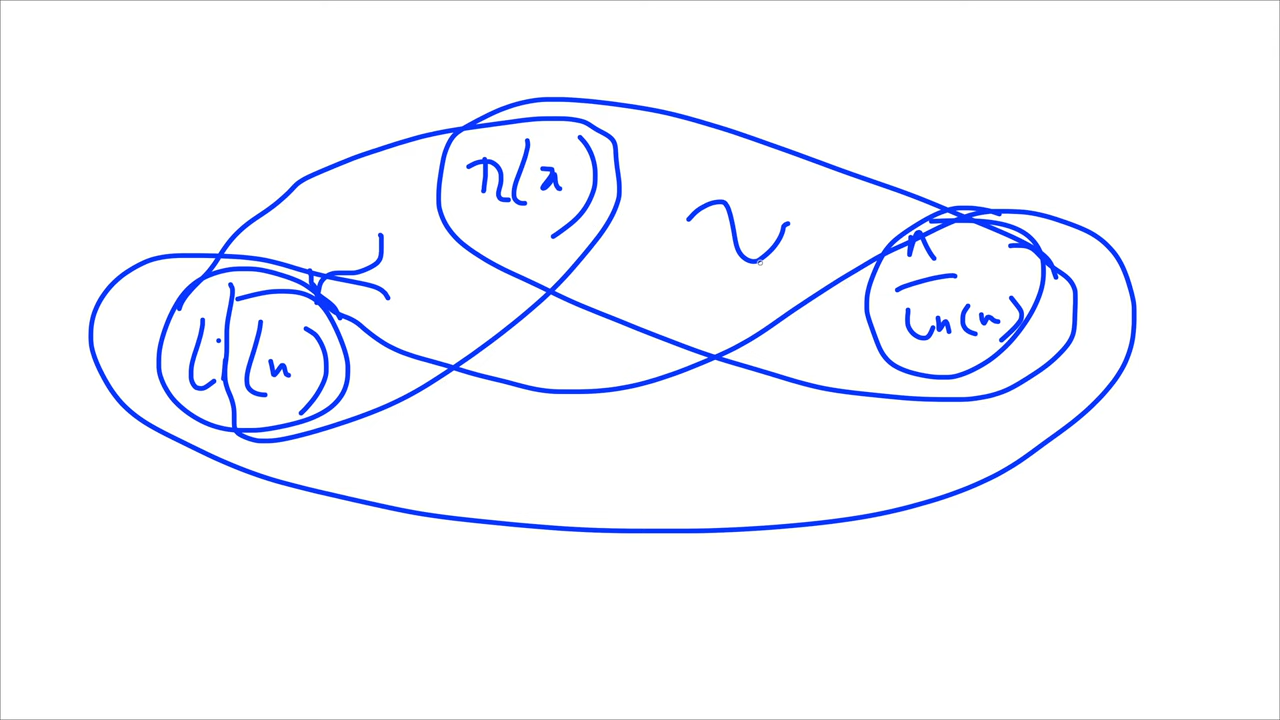 π(x)
~
li(n)
n
ln(n)